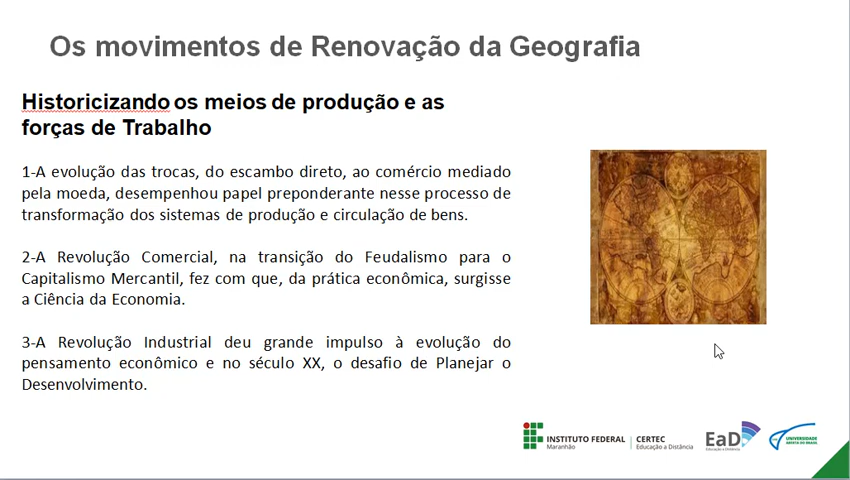 Os movimentos de Renovação da Geografia
Historicizando os meios de produção e as
forças de Trabalho
1-A evolução das trocas, do escambo direto, ao comércio mediado
pela moeda, desempenhou papel preponderante nesse processo de
transformação dos sistemas de produção e circulação de bens.
2-A Revolução Comercial, na transição do Feudalismo para o
Capitalismo Mercantil, fez com que, da prática econômica, surgisse
a Ciência da Economia.
3-A Revolução Industrial deu grande impulso à evolução do
pensamento econômico e no século XX, o desafio de Planejar o
Desenvolvimento.
INSTITUTO FEDERAL
Maranhão
CERTEC
Educação a Distância
EaD
Educação a Distância
UNIVERSIDADE
ABERTA DO BRASIL